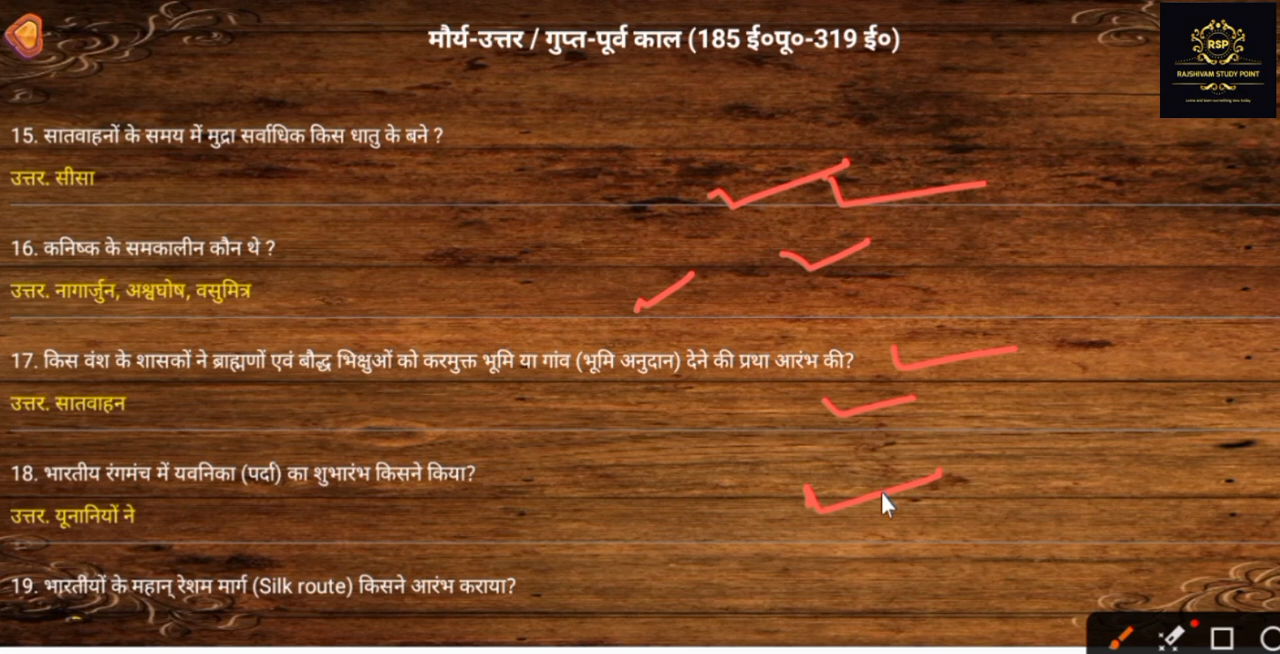 मौर्य-उत्तर / गुप्त-पूर्व काल (185 ई०पू०-319 ई०)
RSP
RAJSHIVAM STUDY POINT
15. सातवाहनों के समय में मुद्रा सर्वाधिक किस धातु के बने ?
उत्तर. सीसा
16. कनिष्क के समकालीन कौन थे ?
उत्तर. नागार्जुन, अश्वघोष, वसुमित्र
17. किस वंश के शासकों ने ब्राह्मणों एवं बौद्ध भिक्षुओं को करमुक्त भूमि या गांव (भूमि अनुदान) देने की प्रथा आरंभ की?
उत्तर. सातवाहन
18. भारतीय रंगमंच में यवनिका (पर्दा) का शुभारंभ किसने किया?
उत्तर. यूनानियों ने
19. भारतीयों के महान् रेशम मार्ग (Silk route) किसने आरंभ कराया?